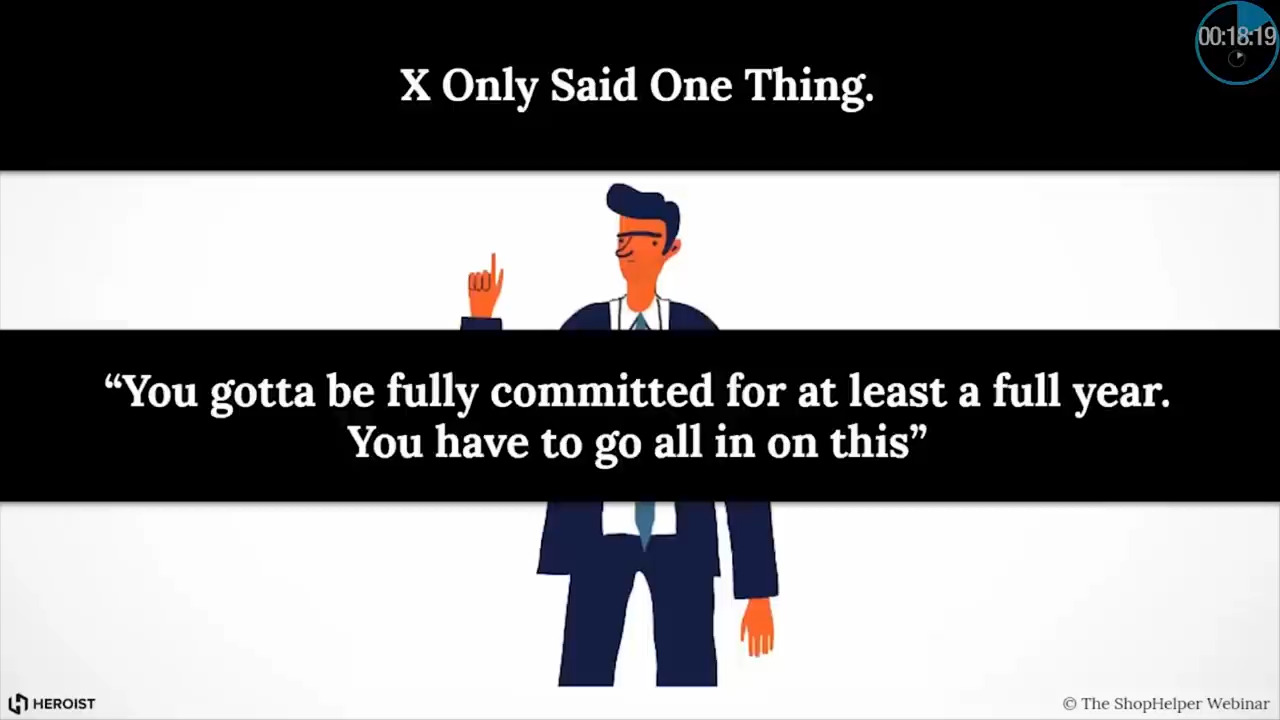 00:18:19
X Only Said One Thing.
“You gotta be fully committed for at least a full year.
You have to go all in on this”
HEROIST
© The ShopHelper Webinar